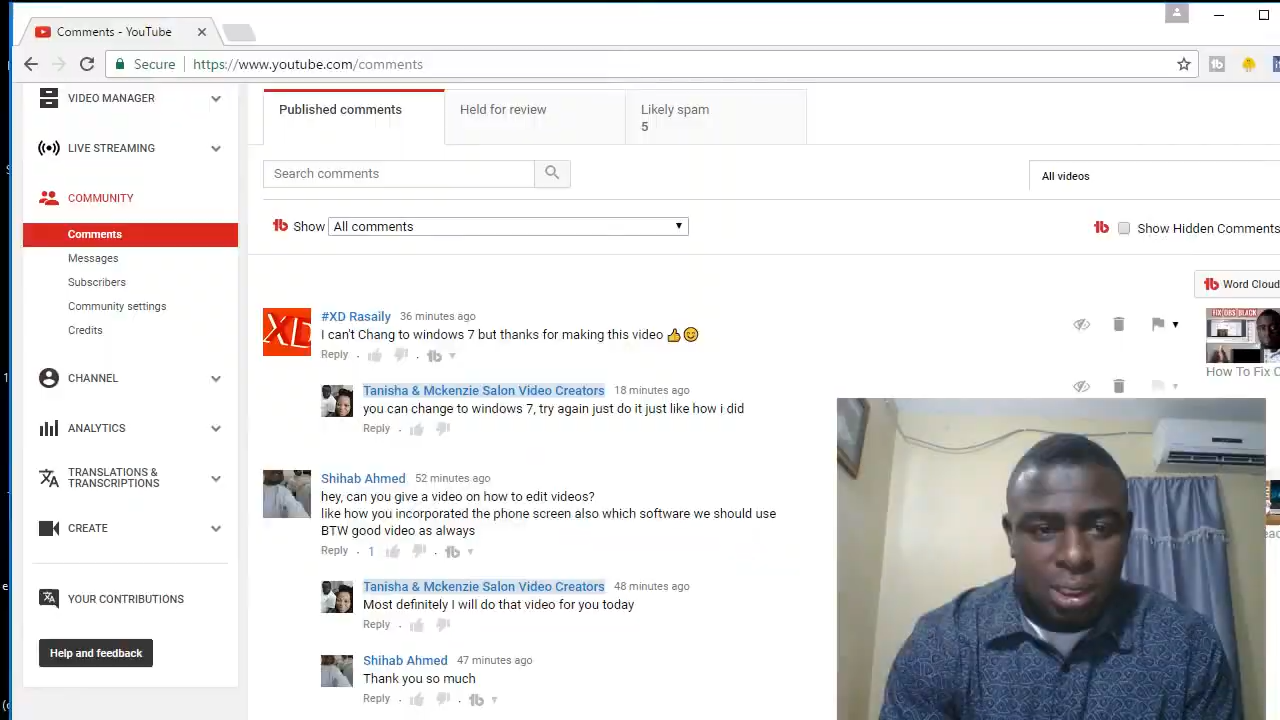 Comments - YouTube
Secure https://www.youtube.com/comments
VIDEO MANAGER
LIVE STREAMING
COMMUNITY
Comments
Messages
Subscribers
Community settings
Credits
CHANNEL
ANALYTICS
TRANSLATIONS &
TRANSCRIPTIONS
CREATE
YOUR CONTRIBUTIONS
Help and feedback
Published comments
Held for review
Likely spam
5
Search comments
All videos
Show All comments
Show Hidden Comments
Word Cloud
#XD Rasaily 36 minutes ago
I can't Chang to windows 7 but thanks for making this video 👍😊
Reply
Tanisha & Mckenzie Salon Video Creators 18 minutes ago
you can change to windows 7, try again just do it just like how i did
Reply
Shihab Ahmed 52 minutes ago
hey, can you give a video on how to edit videos?
like how you incorporated the phone screen also which software we should use
BTW good video as always
Reply 1
Tanisha & Mckenzie Salon Video Creators 48 minutes ago
Most definitely I will do that video for you today
Reply
Shihab Ahmed 47 minutes ago
Thank you so much
Reply
XD
FIX OBS BLACK
How To Fix